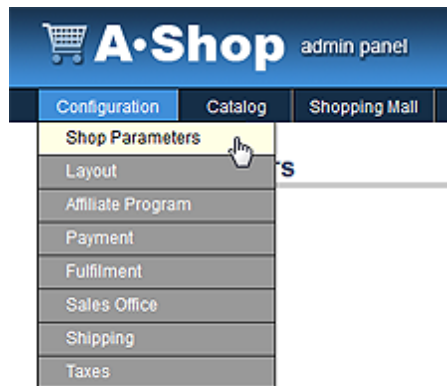 A•Shop admin panel
Configuration Catalog Shopping Mall
Shop Parameters
Layout
Affiliate Program
Payment
Fulfilment
Sales Office
Shipping
Taxes